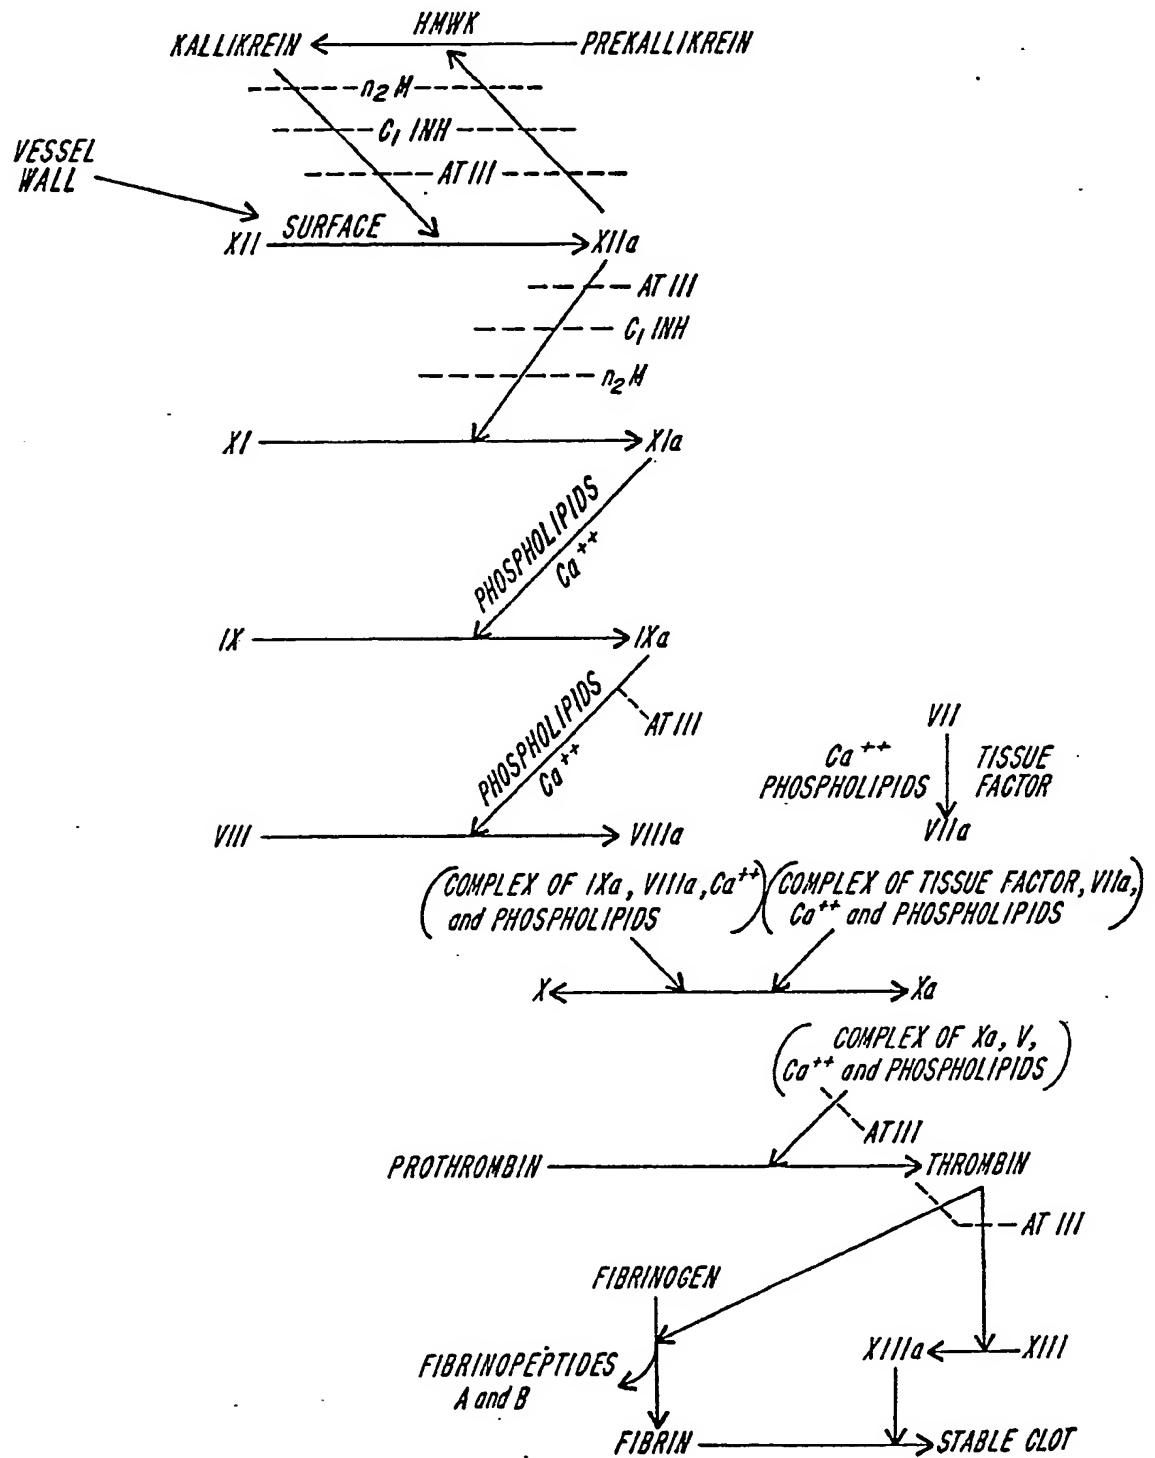 HMWK
KALLIKREIN
PREKALLIKREIN
n2 M
C1 INH
AT III
VESSEL
WALL
SURFACE
XII
XIIa
AT III
C1 INH
n2 M
XI
XIa
PHOSPHOLIPIDS
Ca++
IX
IXa
PHOSPHOLIPIDS
Ca++
AT III
VII
Ca++
PHOSPHOLIPIDS
TISSUE
FACTOR
VIIa
VIII
VIIIa
(COMPLEX OF IXa, VIIIa, Ca++
and PHOSPHOLIPIDS)
(COMPLEX OF TISSUE FACTOR, VIIa,
Ca++ and PHOSPHOLIPIDS)
X
Xa
(COMPLEX OF Xa, V,
Ca++ and PHOSPHOLIPIDS)
AT III
PROTHROMBIN
THROMBIN
AT III
FIBRINOGEN
XIIIa
XIII
FIBRINOPEPTIDES
A and B
FIBRIN
STABLE CLOT